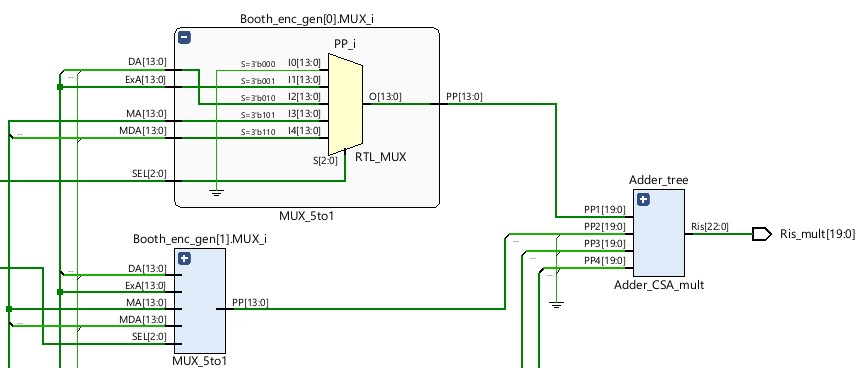 Booth_enc_gen[0].MUX_i
PP_i
DA[13:0]
S=3'b000 I0[13:0]
ExA[13:0]
S=3'b001 I1[13:0]
S=3'b010 I2[13:0]
O[13:0]
PP[13:0]
MA[13:0]
S=3'b101 I3[13:0]
MDA[13:0]
S=3'b110 I4[13:0]
S[2:0]
RTL_MUX
SEL[2:0]
MUX_5to1
Adder_tree
PP1[19:0]
PP2[19:0]
PP3[19:0]
PP4[19:0]
Ris[22:0]
Ris_mult[19:0]
Adder_CSA_mult
Booth_enc_gen[1].MUX_i
DA[13:0]
ExA[13:0]
MA[13:0]
MDA[13:0]
SEL[2:0]
PP[13:0]
MUX_5to1